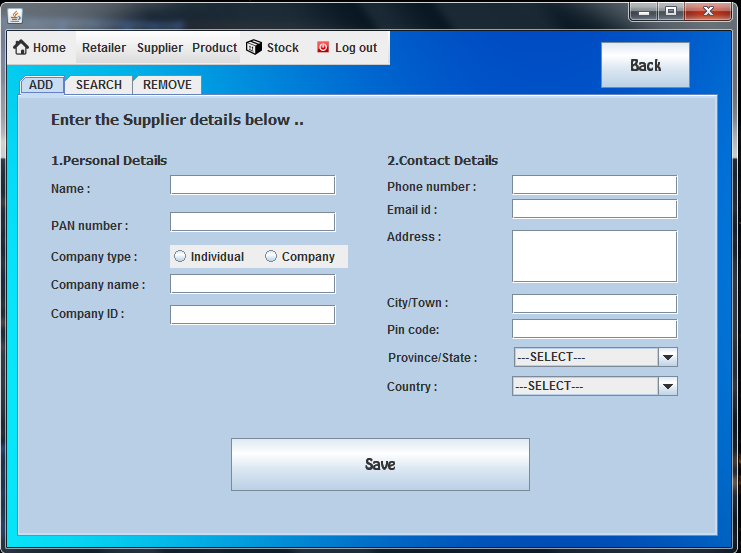 Home Retailer Supplier Product Stock Log out
Back
ADD SEARCH REMOVE
Enter the Supplier details below ..
1.Personal Details
Name :
PAN number :
Company type : Individual Company
Company name :
Company ID :
2.Contact Details
Phone number :
Email id :
Address :
City/Town :
Pin code:
Province/State : ---SELECT---
Country : ---SELECT---
Save